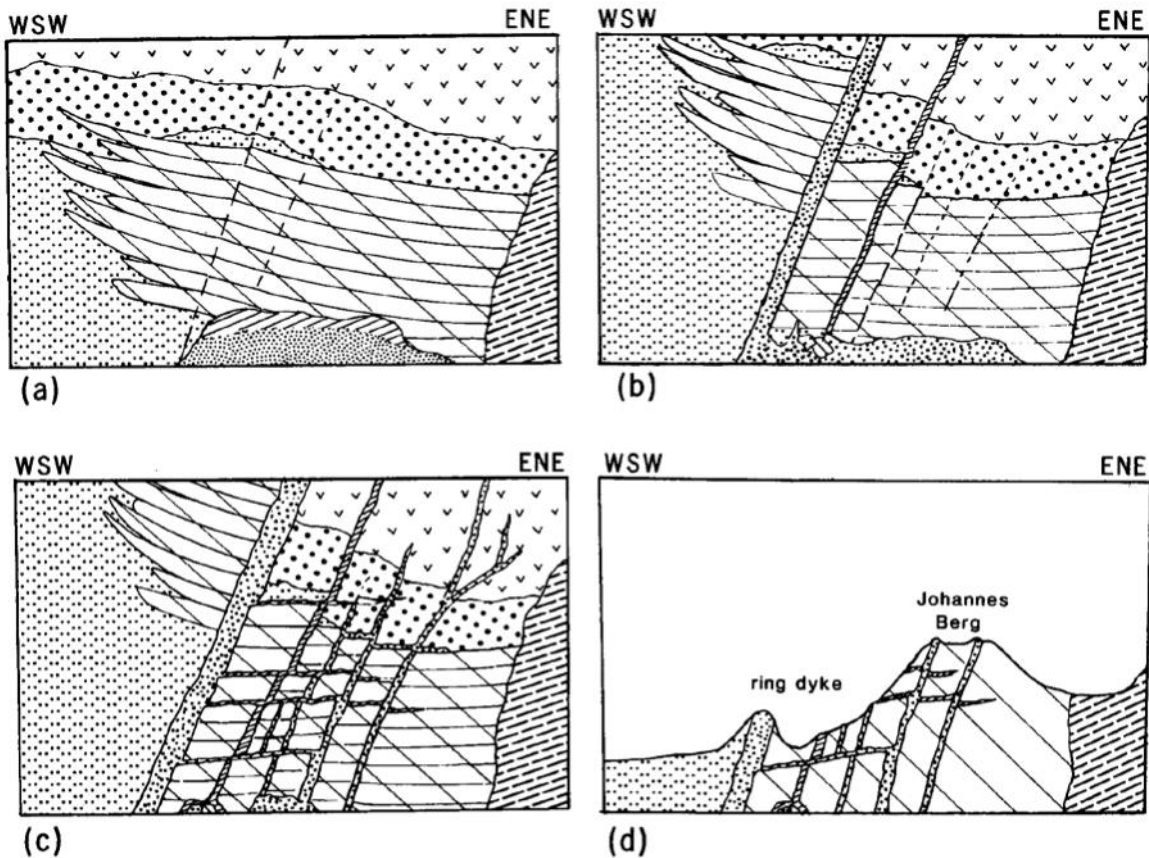 WSW ENE
(a)
WSW ENE
(b)
WSW ENE
(c)
WSW ENE
Johannes
Berg
ring dyke
(d)